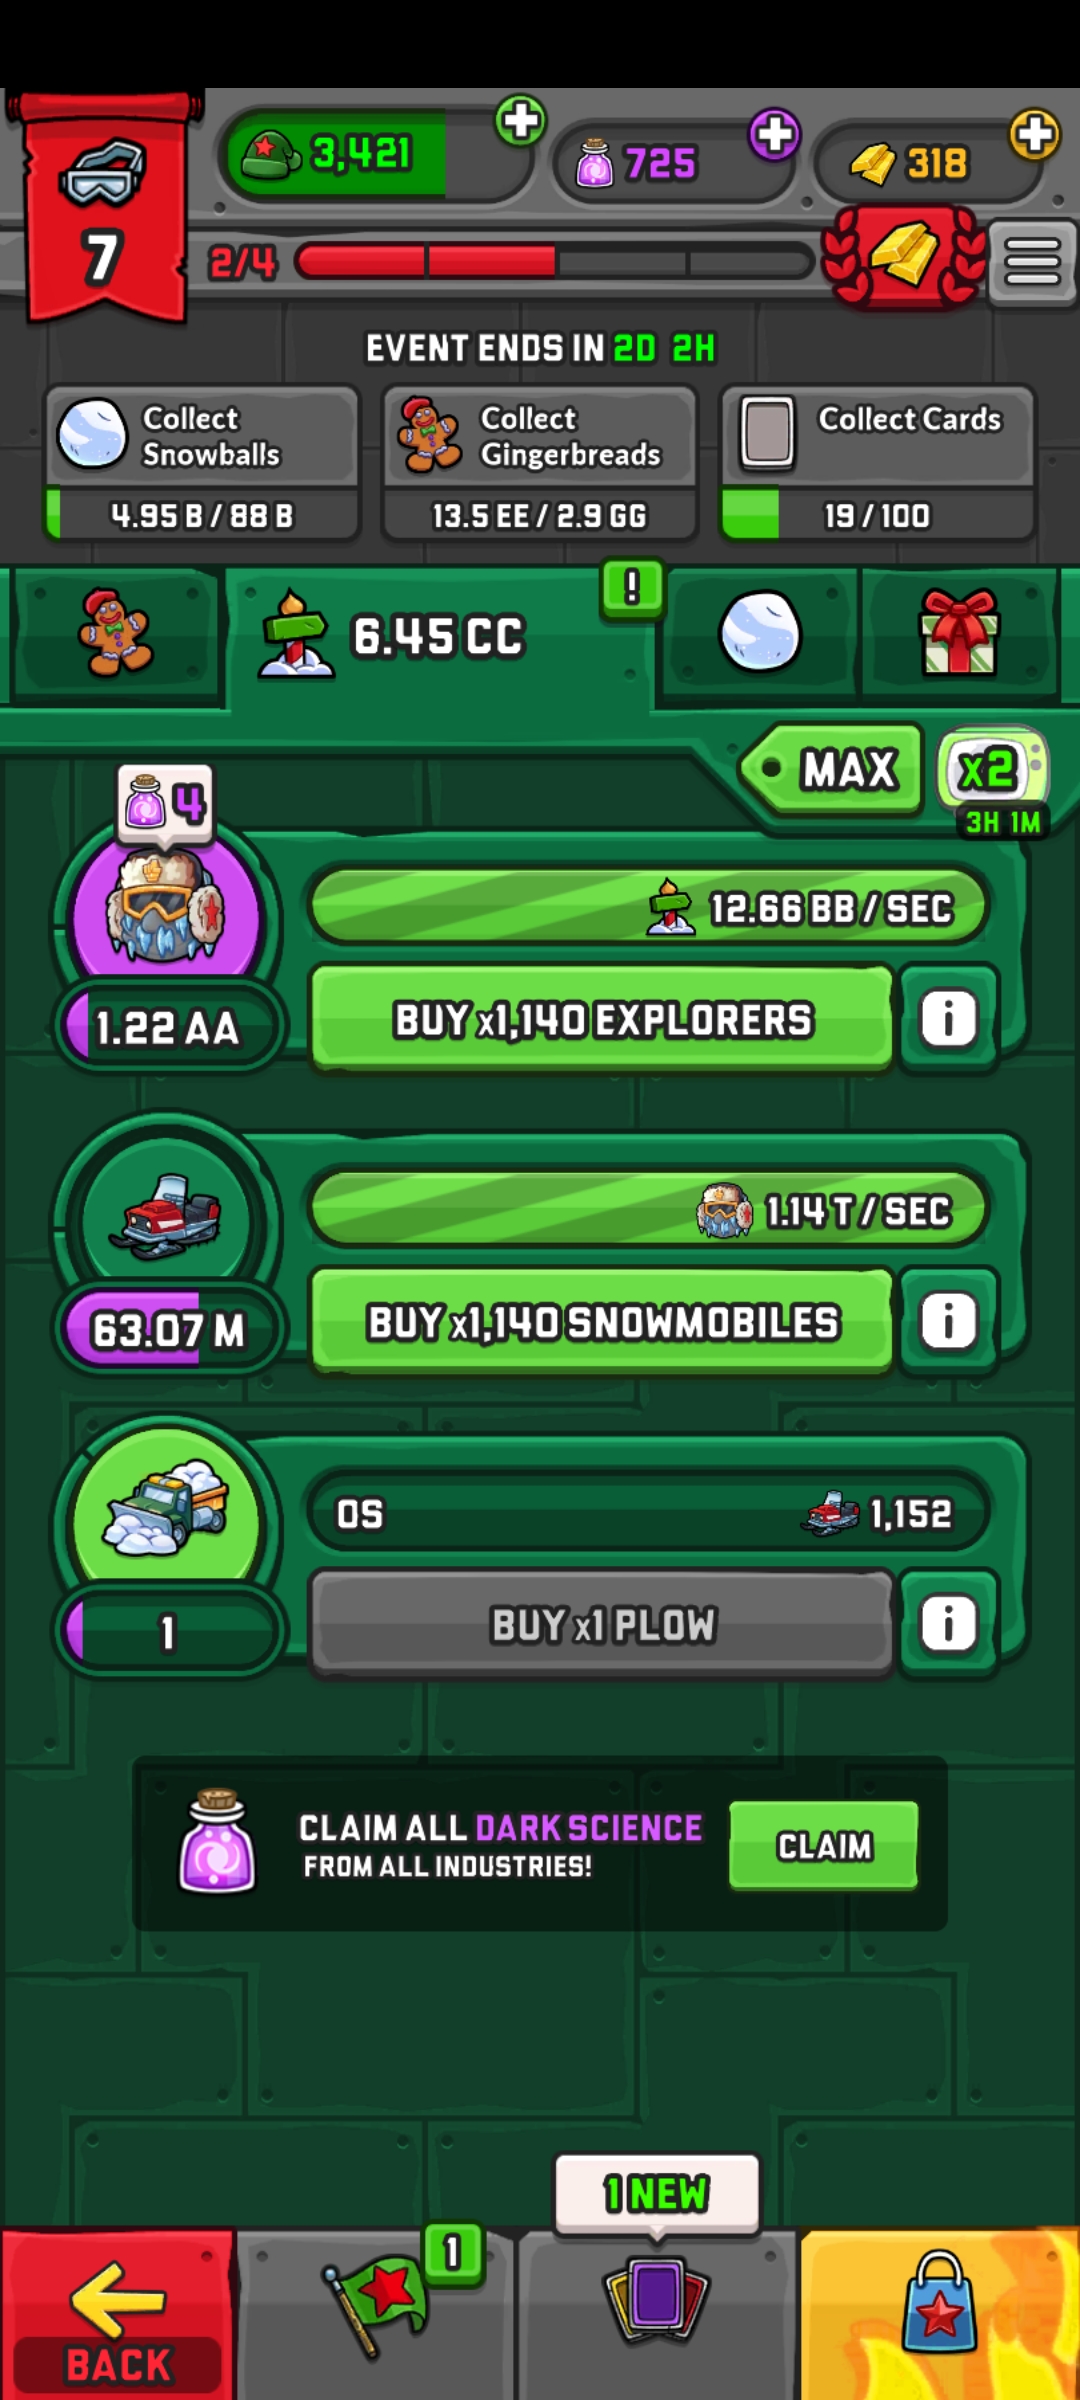 3,421
725
318
7
2/4
EVENT ENDS IN 2D 2H
Collect
Snowballs
4.95 B / 88 B
Collect
Gingerbreads
13.5 EE / 2.9 GG
Collect Cards
19 / 100
!
6.45 CC
MAX
x2
3H 1M
4
12.66 BB / SEC
1.22 AA
BUY x1,140 EXPLORERS
i
1.14 T / SEC
63.07 M
BUY x1,140 SNOWMOBILES
i
0S
1,152
1
BUY x1 PLOW
i
CLAIM ALL DARK SCIENCE
FROM ALL INDUSTRIES!
CLAIM
1 NEW
1
BACK